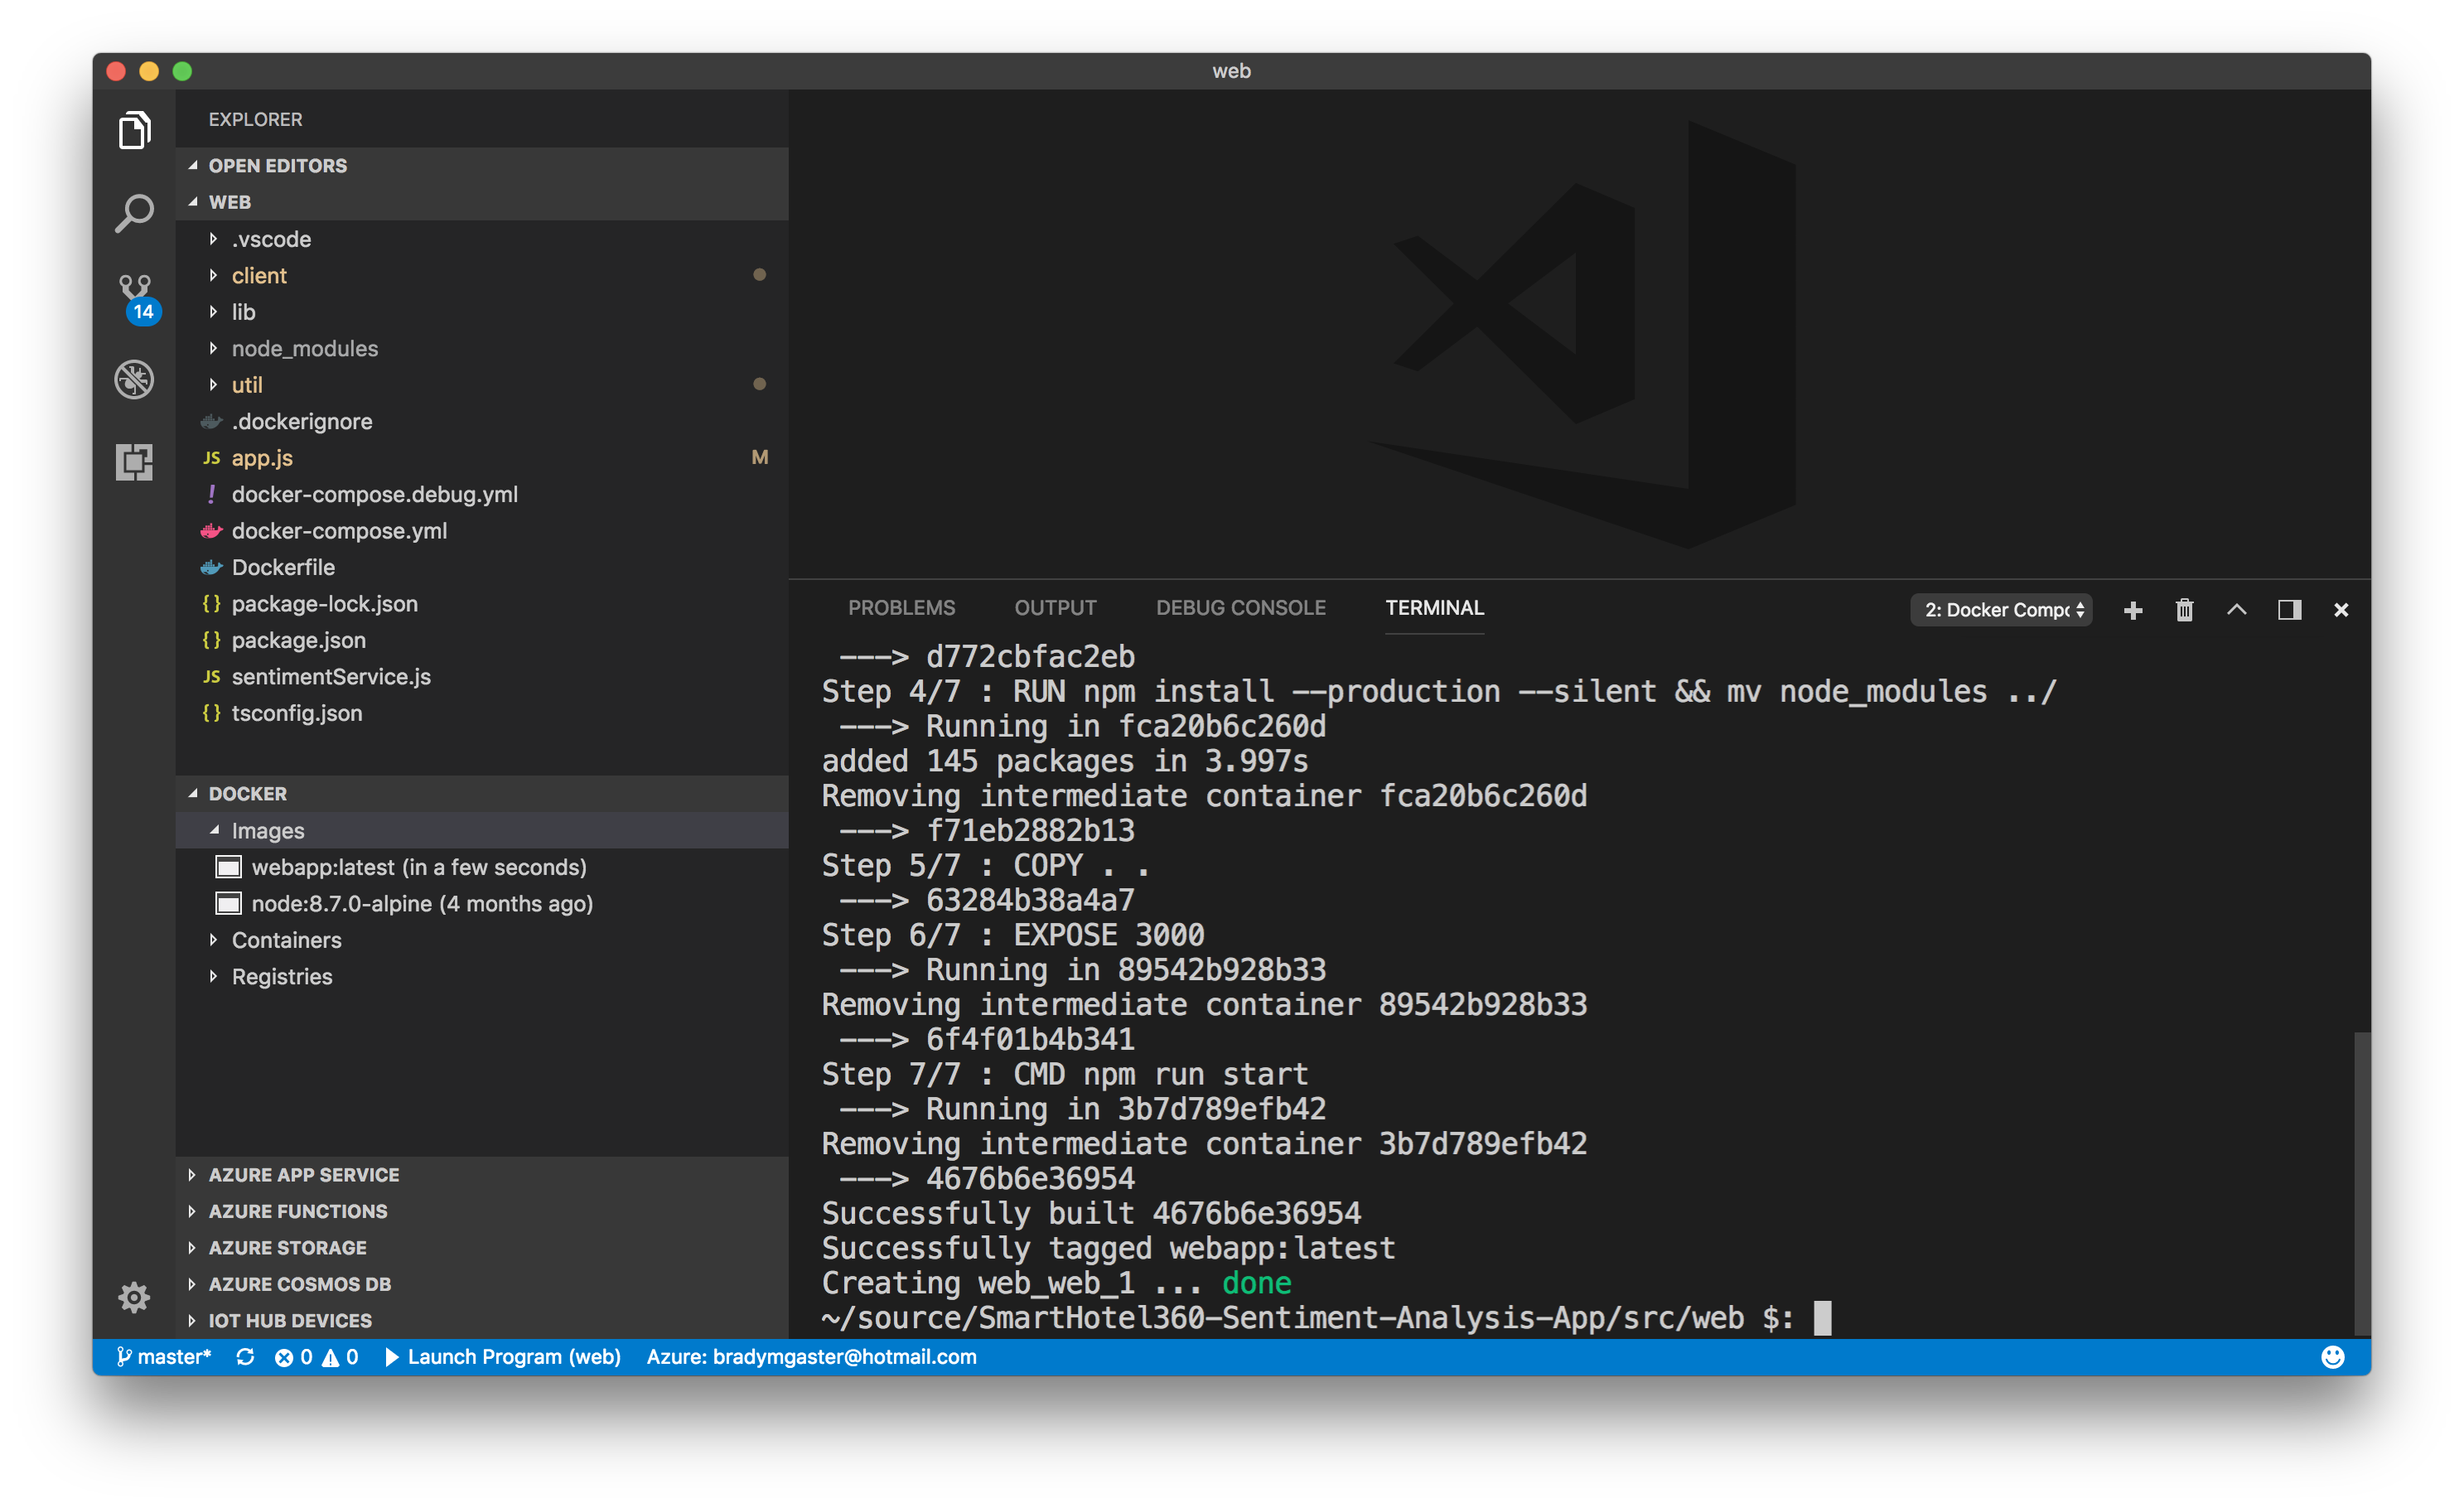 web
EXPLORER
OPEN EDITORS
WEB
.vscode
client
lib
node_modules
util
.dockerignore
JS app.js M
! docker-compose.debug.yml
docker-compose.yml
Dockerfile
{} package-lock.json
{} package.json
JS sentimentService.js
{} tsconfig.json
14
DOCKER
Images
webapp:latest (in a few seconds)
node:8.7.0-alpine (4 months ago)
Containers
Registries
AZURE APP SERVICE
AZURE FUNCTIONS
AZURE STORAGE
AZURE COSMOS DB
IOT HUB DEVICES
PROBLEMS OUTPUT DEBUG CONSOLE TERMINAL 2: Docker Compc
---> d772cbfac2eb
Step 4/7 : RUN npm install --production --silent && mv node_modules ../
---> Running in fca20b6c260d
added 145 packages in 3.997s
Removing intermediate container fca20b6c260d
---> f71eb2882b13
Step 5/7 : COPY . .
---> 63284b38a4a7
Step 6/7 : EXPOSE 3000
---> Running in 89542b928b33
Removing intermediate container 89542b928b33
---> 6f4f01b4b341
Step 7/7 : CMD npm run start
---> Running in 3b7d789efb42
Removing intermediate container 3b7d789efb42
---> 4676b6e36954
Successfully built 4676b6e36954
Successfully tagged webapp:latest
Creating web_web_1 ... done
~/source/SmartHotel360-Sentiment-Analysis-App/src/web $:
master* 0 0 Launch Program (web) Azure: bradymgaster@hotmail.com